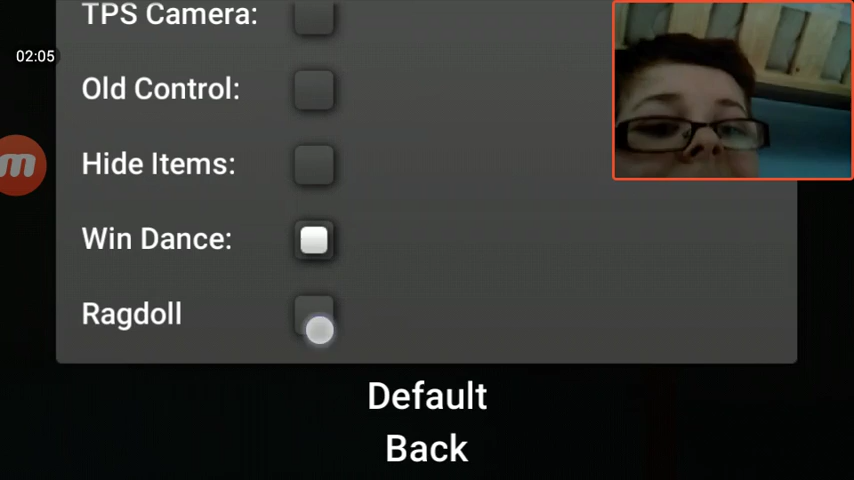 TPS Camera:
02:05
Old Control:
Hide Items:
Win Dance:
Ragdoll
Default
Back